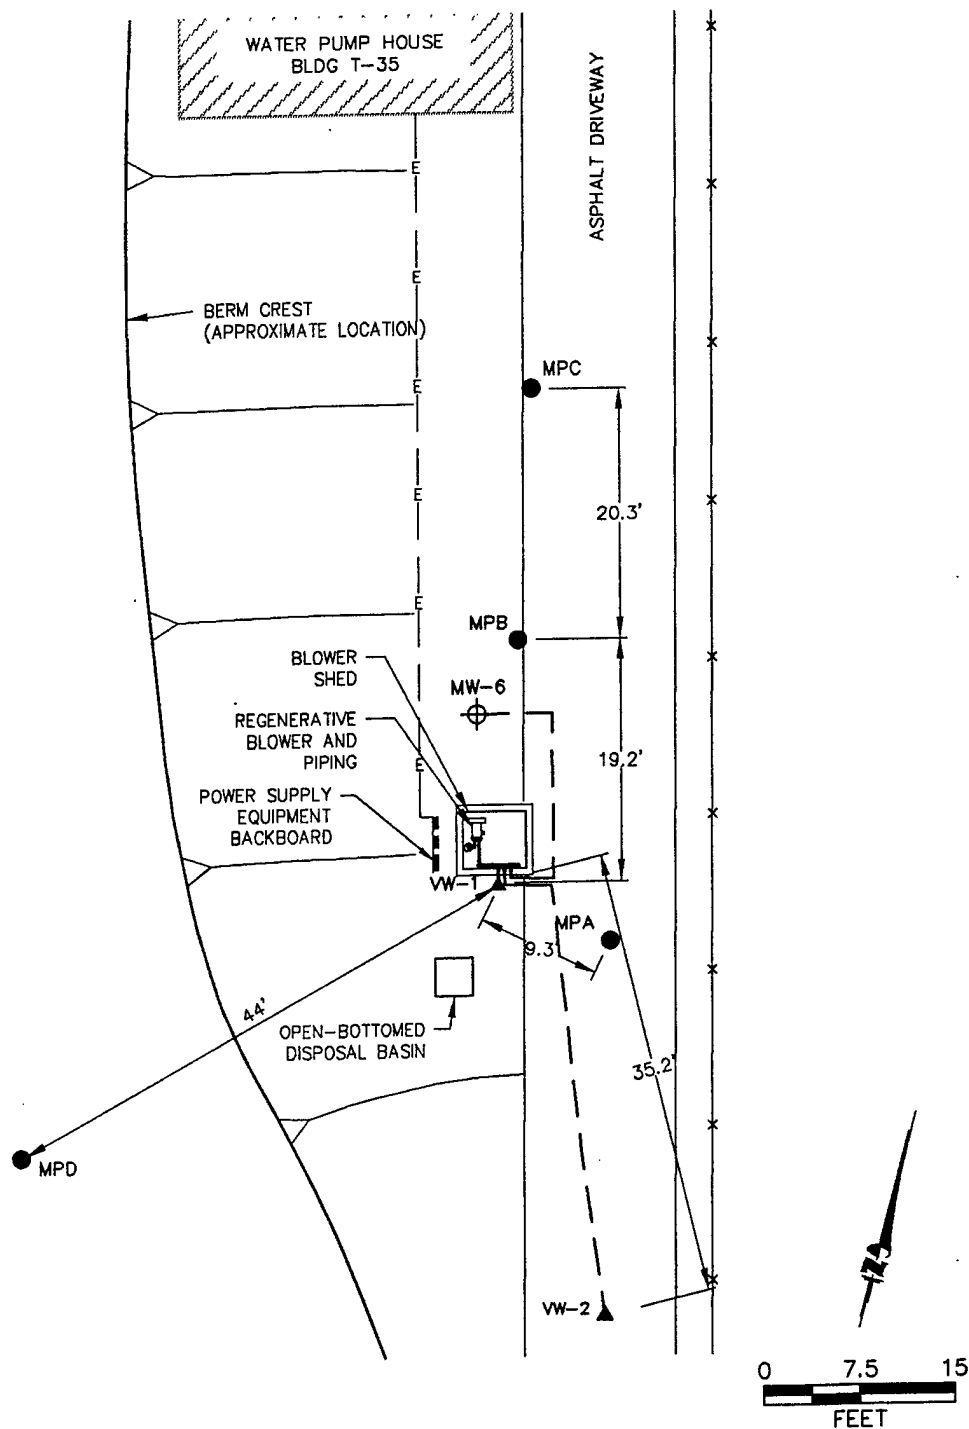 WATER PUMP HOUSE
BLDG T-35
ASPHALT DRIVEWAY
E
E
BERM CREST
(APPROXIMATE LOCATION)
MPC
E
E
20.3'
E
MPB
BLOWER
SHED
MW-6
REGENERATIVE
BLOWER AND
PIPING
19.2'
E
POWER SUPPLY
EQUIPMENT
BACKBOARD
VW-1
MPA
9.3'
44'
OPEN-BOTTOMED
DISPOSAL BASIN
35.2'
MPD
VW-2
0 7.5 15
FEET